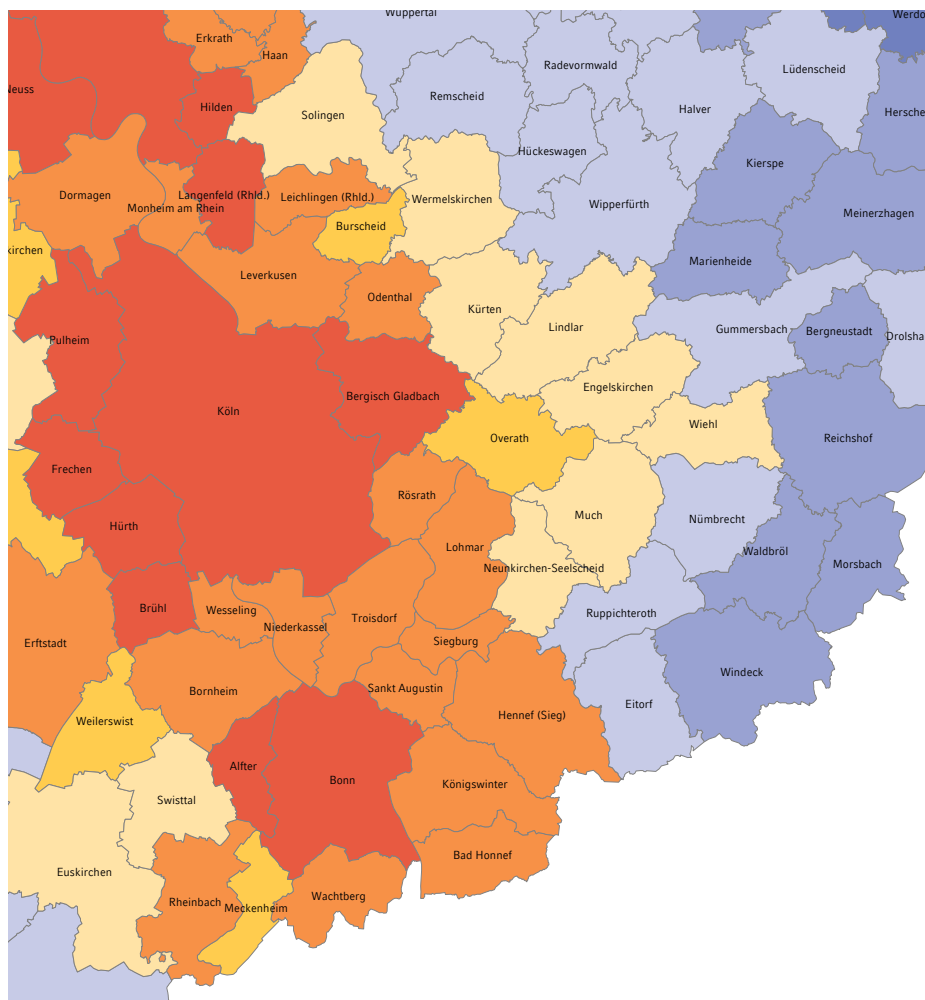 Wuppertal
Werdo
Erkrath
Haan
Radevormwald
Lüdenscheid
Neuss
Hilden
Remscheid
Halver
Solingen
Hersche
Hückeswagen
Kierspe
Dormagen
Langenfeld (Rhld.)
Leichlingen (Rhld.)
Monheim am Rhein
Wermelskirchen
Wipperfürth
Meinerzhagen
Burscheid
kirchen
Leverkusen
Marienheide
Odenthal
Kürten
Lindlar
Gummersbach
Bergneustadt
Drolsha
Pulheim
Engelskirchen
Bergisch Gladbach
Köln
Wiehl
Overath
Reichshof
Frechen
Rösrath
Hürth
Much
Nümbrecht
Lohmar
Waldbröl
Neunkirchen-Seelscheid
Morsbach
Brühl
Wesseling
Niederkassel
Troisdorf
Ruppichteroth
Erftstadt
Siegburg
Windeck
Bornheim
Sankt Augustin
Eitorf
Hennef (Sieg)
Weilerswist
Alfter
Bonn
Königswinter
Swisttal
Bad Honnef
Euskirchen
Rheinbach
Meckenheim
Wachtberg